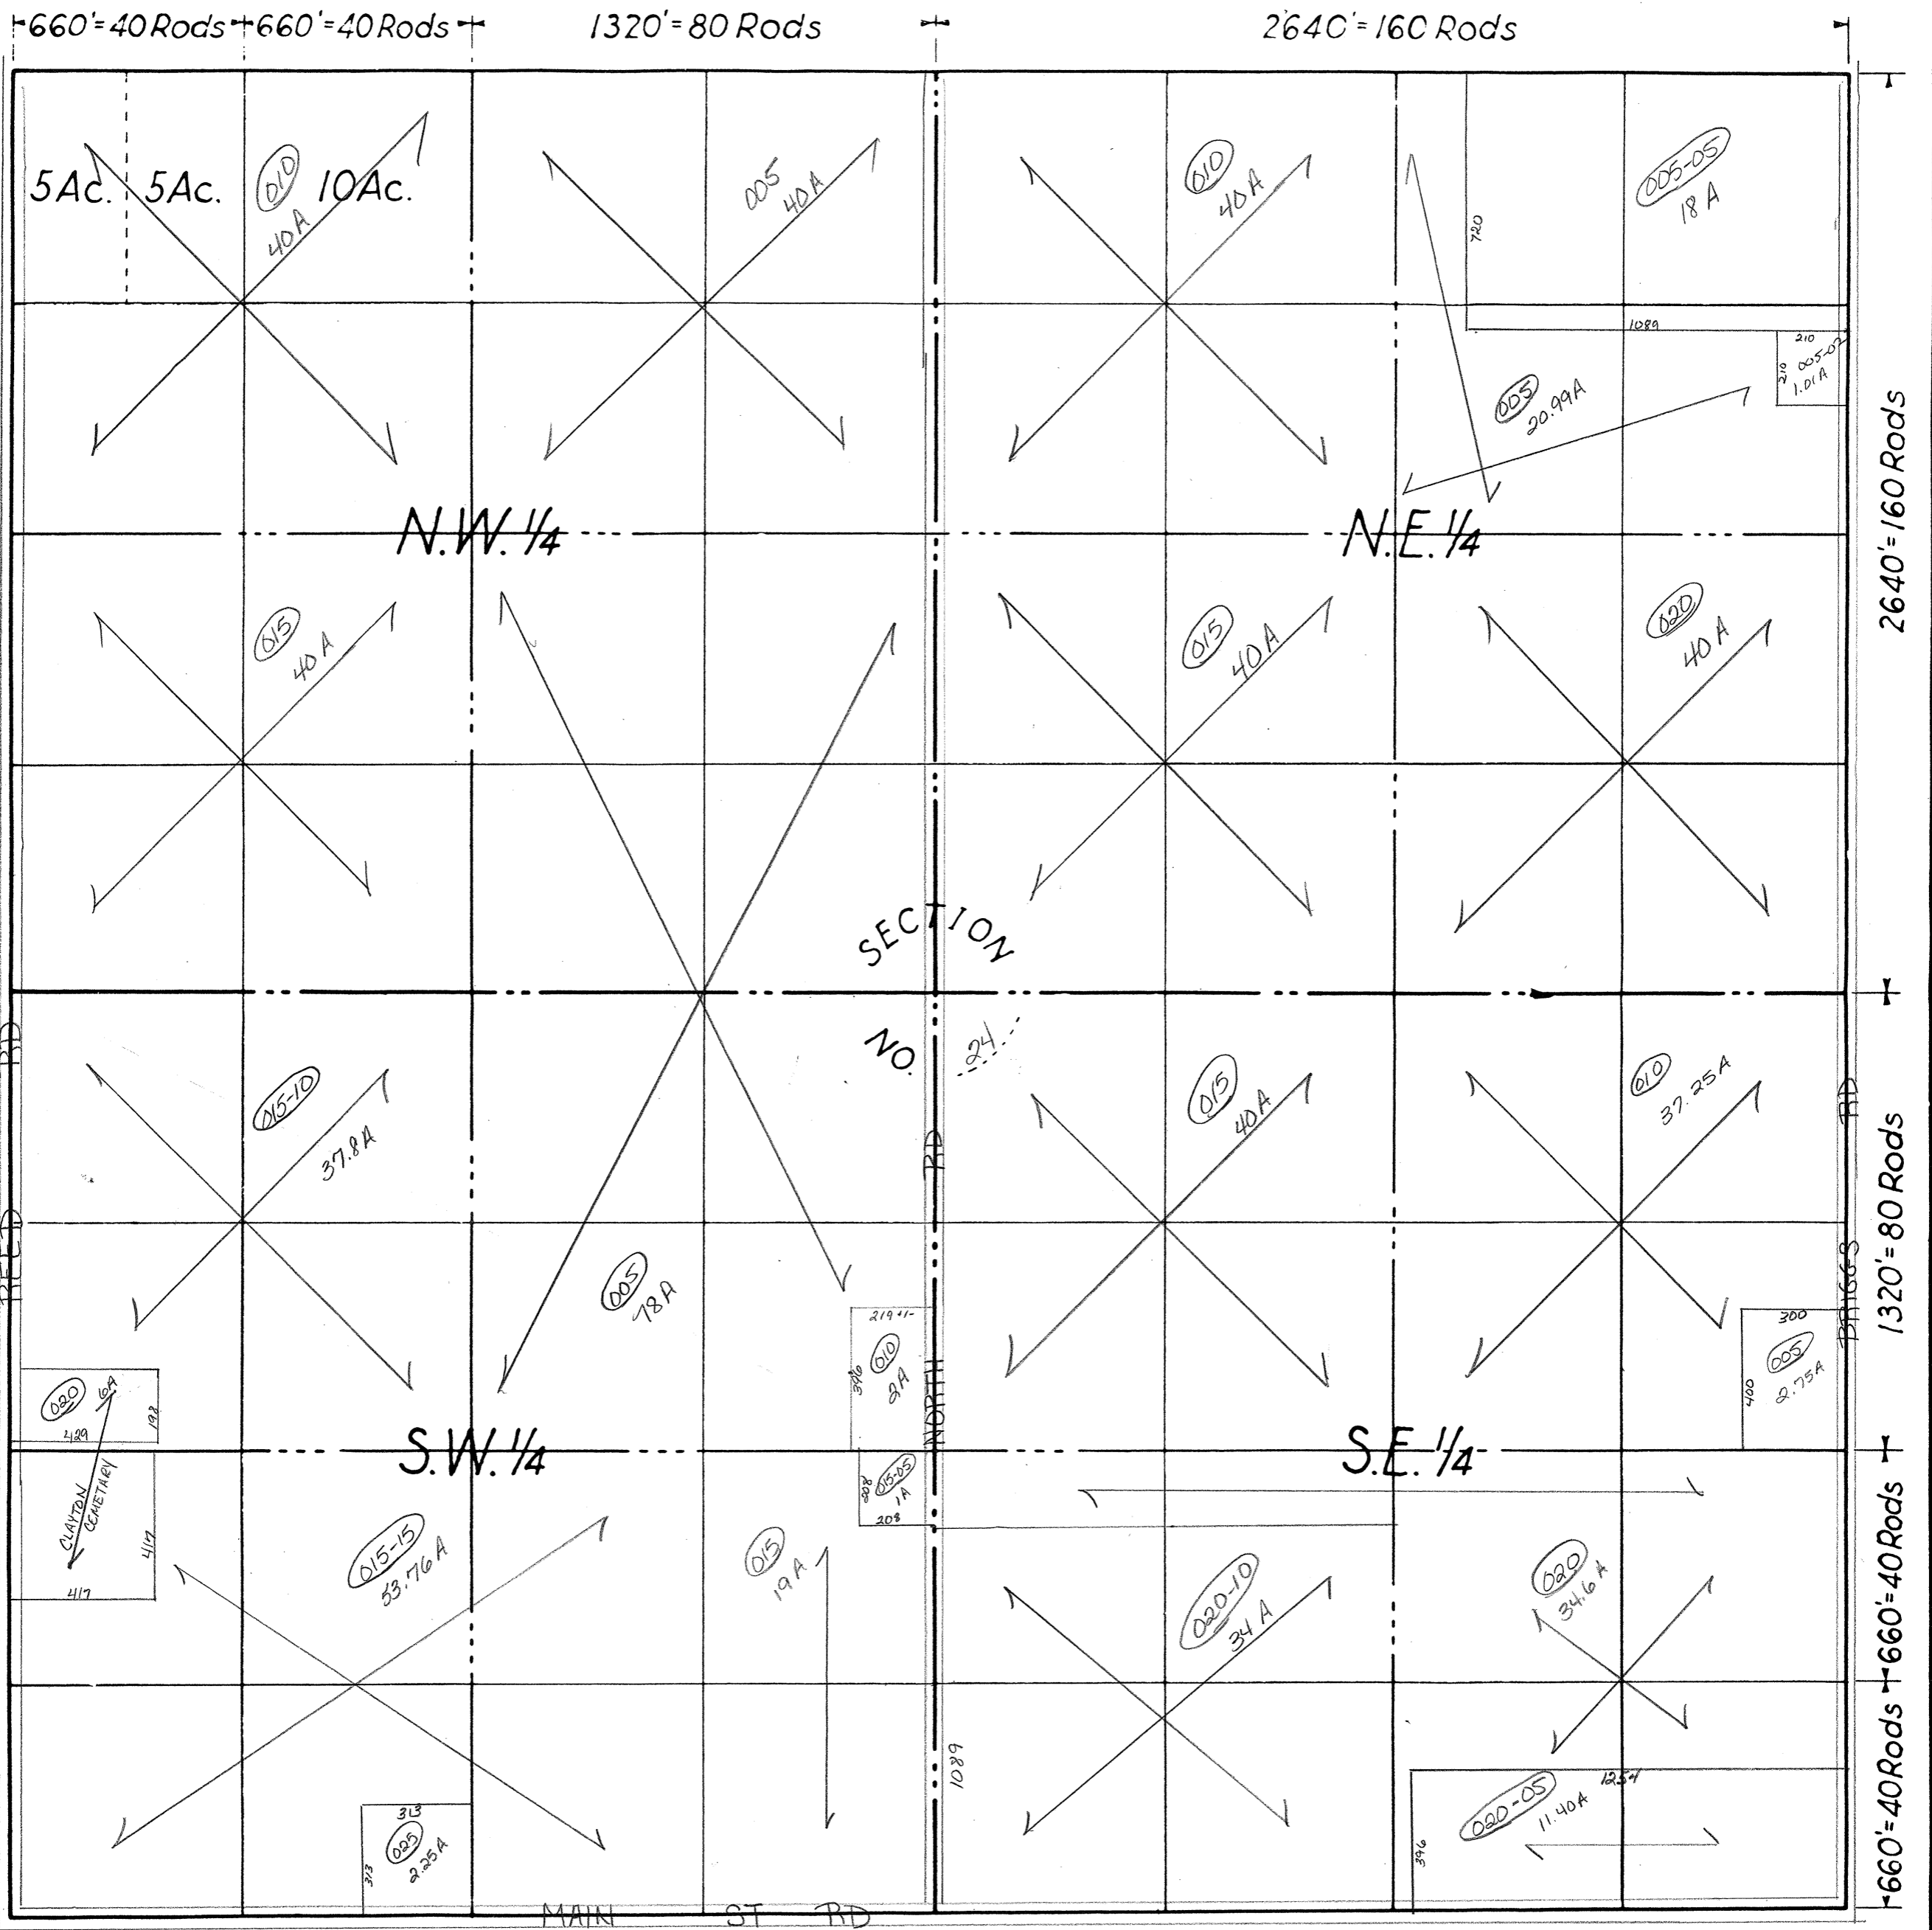 660'=40 Rods
660'=40 Rods
1320'=80 Rods
2640'=160 Rods
5Ac.
5Ac.
010
40A
10Ac.
005
40A
010
40A
720
005-05
18 A
1089
210
210
005-02
1.01A
005
20.99A
2640'=160 Rods
N.W. 1/4
N.E. 1/4
015
40 A
015
40A
020
40 A
SECTION
NO.
24
REED RD
NORTH RD
BRIGGS RD
015-10
37.8A
015
40A
010
37.25A
1320'=80 Rods
005
78A
219+1-
396
010
2A
300
005
2.75A
400
020
6A
198
429
S.W. 1/4
S.E. 1/4
CLAYTON
CEMETARY
417
417
208
015-05
1A
208
015-15
53.76A
015
19A
020-10
34 A
020
34.6 A
660'=40 Rods
1089
313
025
2.25A
313
1254
020-05
11.40A
396
660'=40Rods
MAIN ST RD